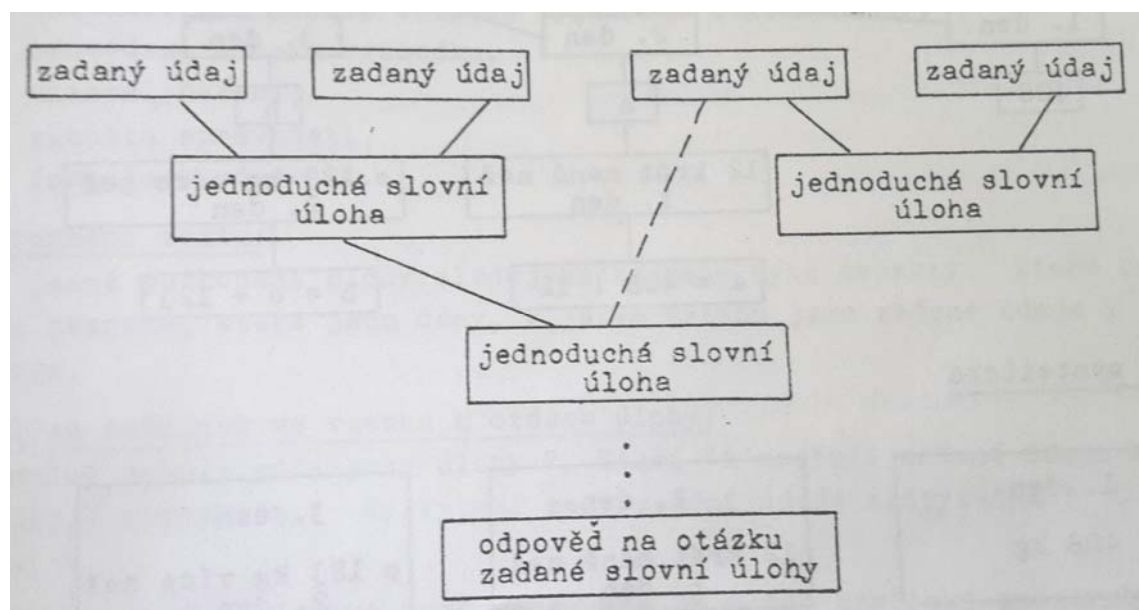 zadaný údaj
zadaný údaj
zadaný údaj
zadaný údaj
jednoduchá slovní
úloha
jednoduchá slovní
úloha
jednoduchá slovní
úloha
odpověď na otázku
zadané slovní úlohy